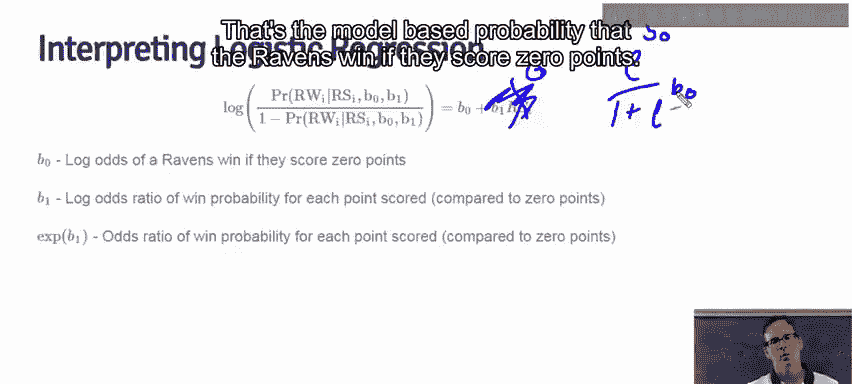 That's the model based probability that
the Ravens win if they score zero points.
Interpreting Logistic Regression
log( Pr(RWᵢ|RSᵢ, b₀, b₁) / 1 − Pr(RWᵢ|RSᵢ, b₀, b₁) ) = b₀ + b₁
0
e / 1 + e^b₀
b₀ - Log odds of a Ravens win if they score zero points
b₁ - Log odds ratio of win probability for each point scored (compared to zero points)
exp(b₁) - Odds ratio of win probability for each point scored (compared to zero points)